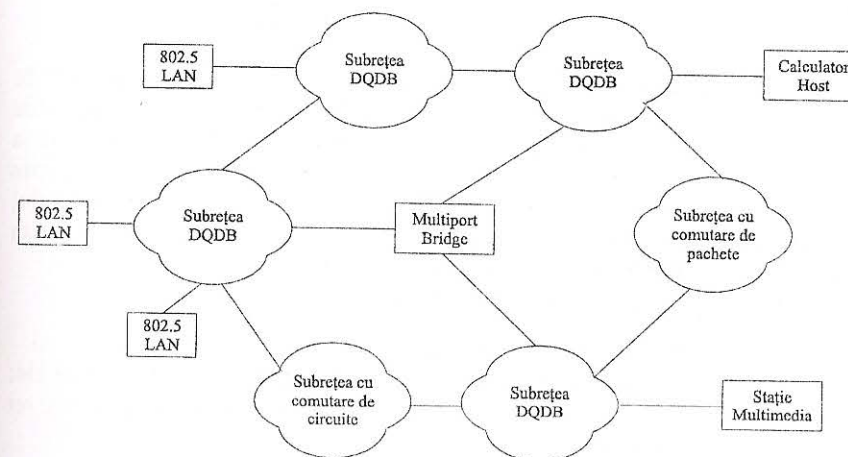 802.5
LAN
Subrețea
DQDB
Subrețea
DQDB
Calculator
Host
802.5
LAN
Subrețea
DQDB
Multiport
Bridge
Subrețea cu
comutare de
pachete
802.5
LAN
Subrețea cu
comutare de
circuite
Subrețea
DQDB
Stație
Multimedia